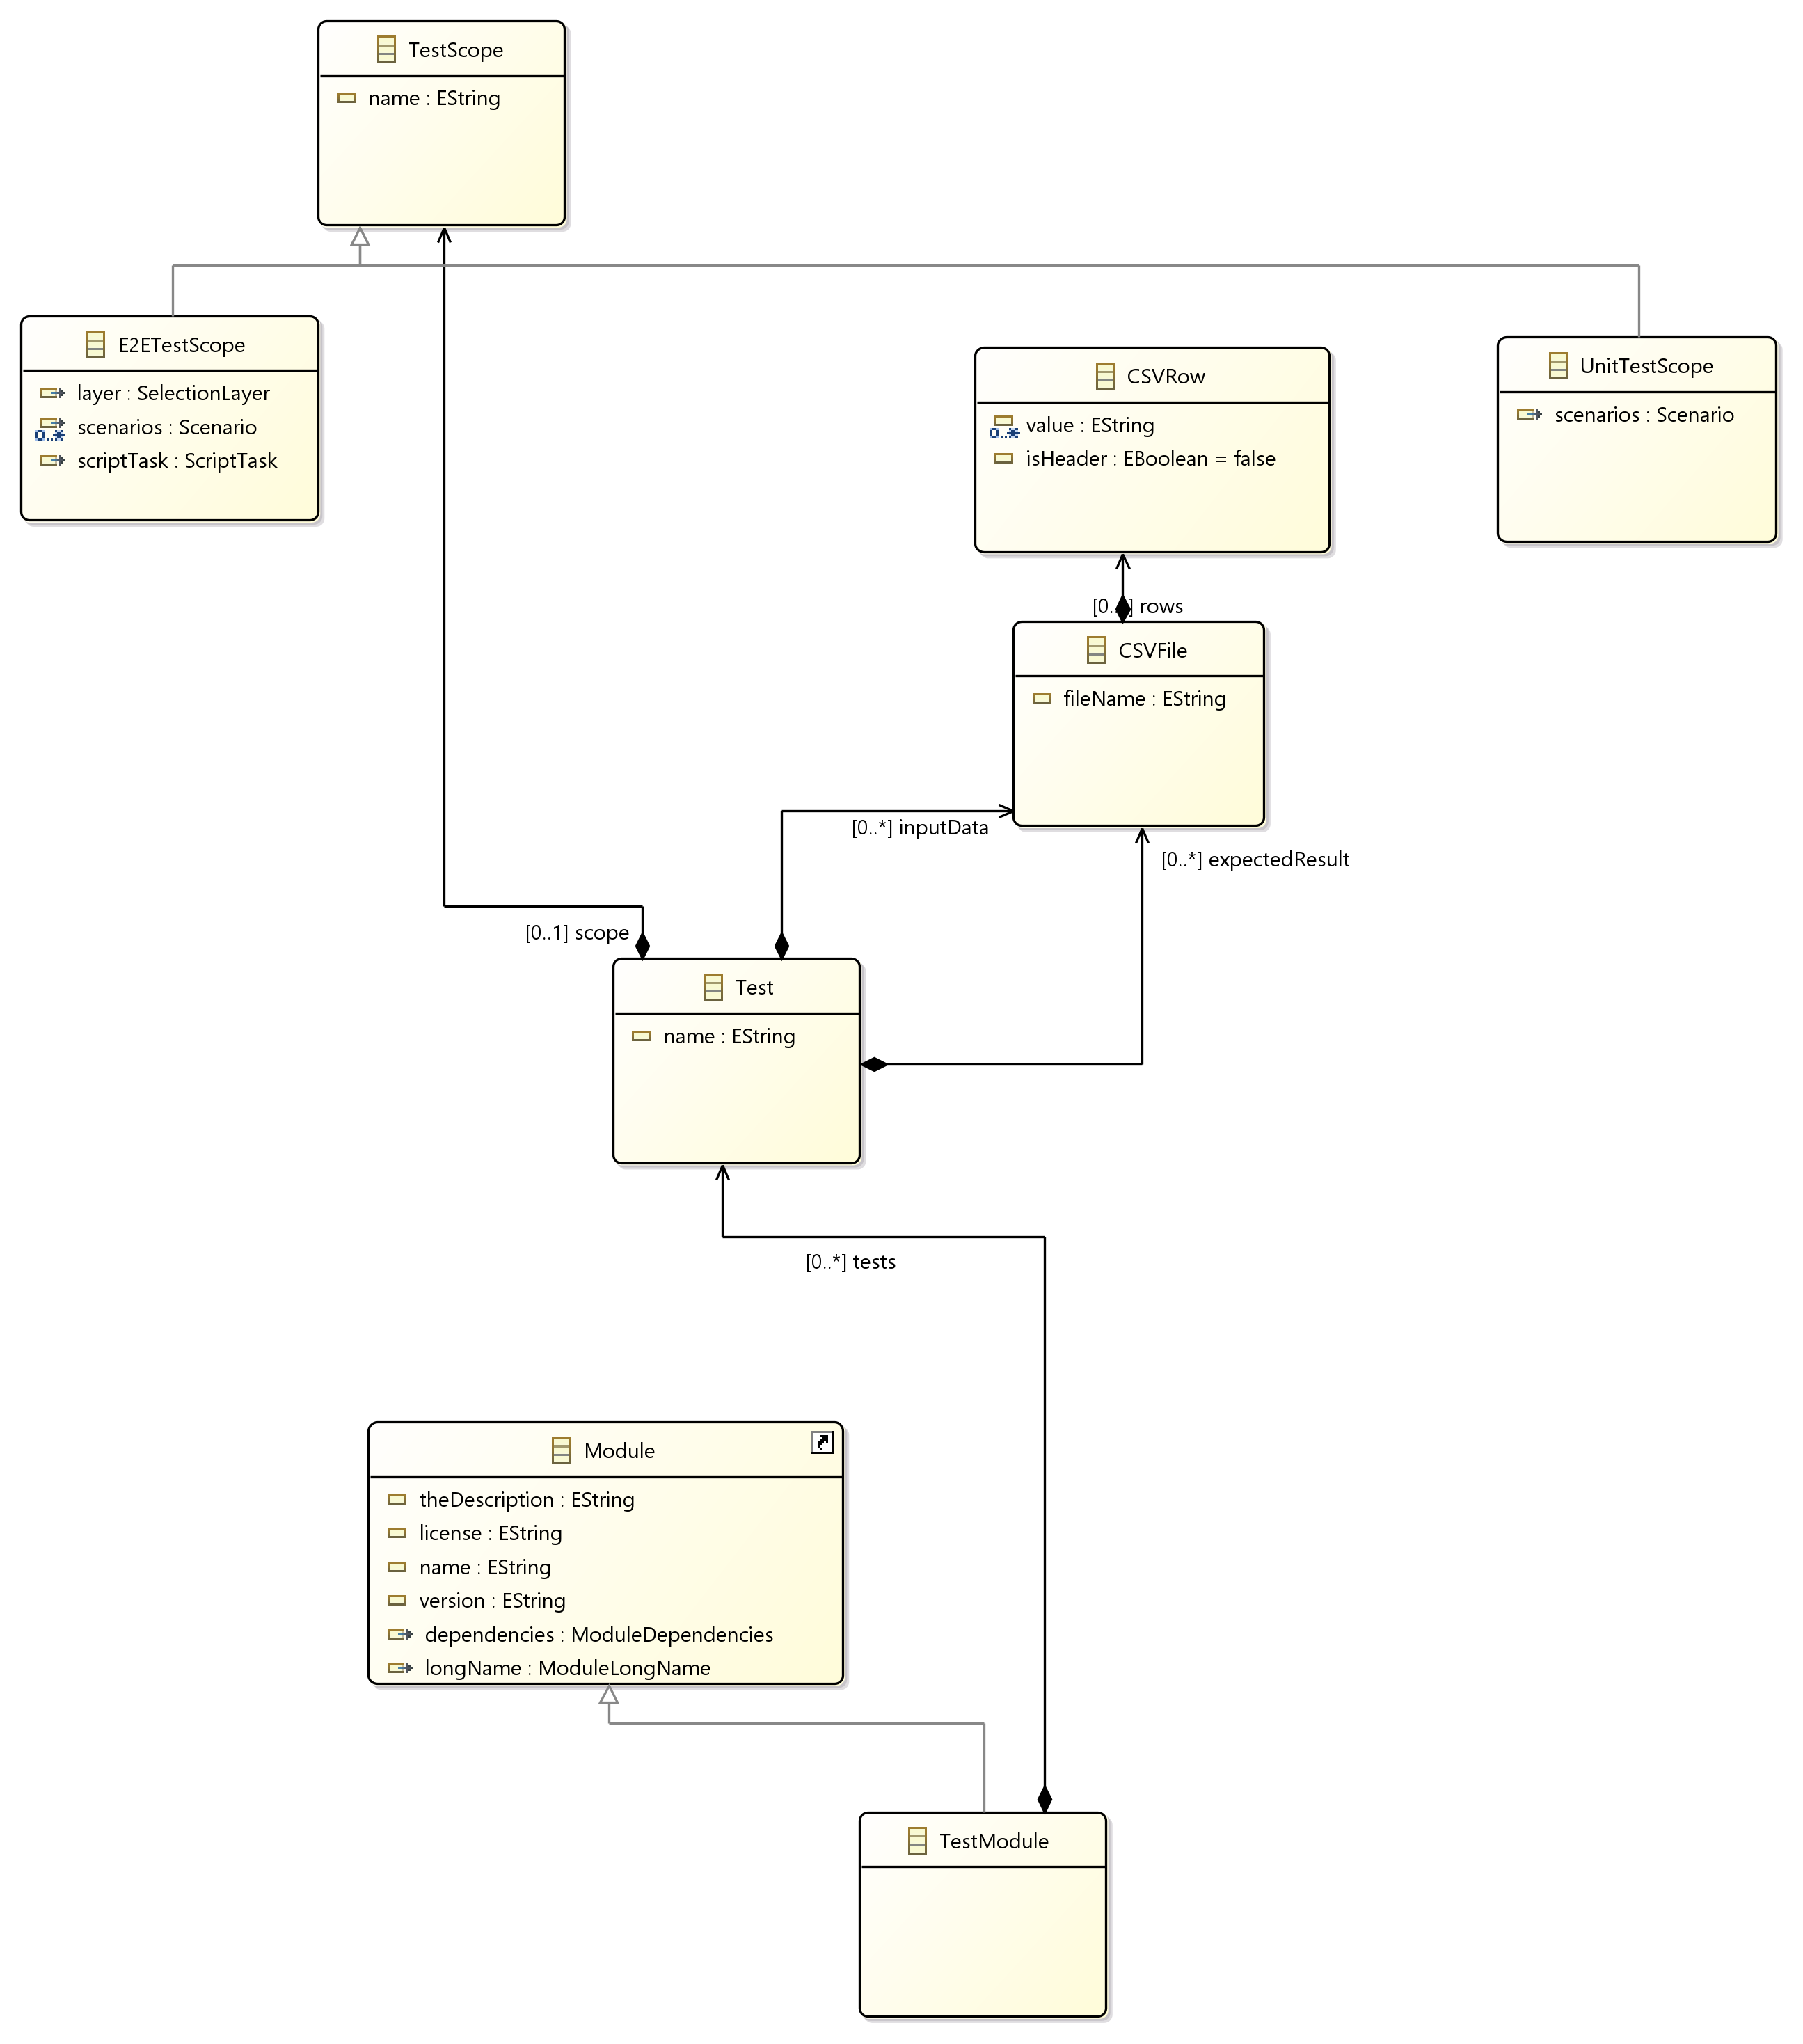 TestScope
name : EString
E2ETestScope
layer : SelectionLayer
0..*
scenarios : Scenario
scriptTask : ScriptTask
CSVRow
0..*
value : EString
isHeader : EBoolean = false
UnitTestScope
scenarios : Scenario
rows
CSVFile
fileName : EString
[0..*] inputData
[0..*] expectedResult
[0..1] scope
Test
name : EString
[0..*] tests
Module
theDescription : EString
license : EString
name : EString
version : EString
dependencies : ModuleDependencies
longName : ModuleLongName
TestModule